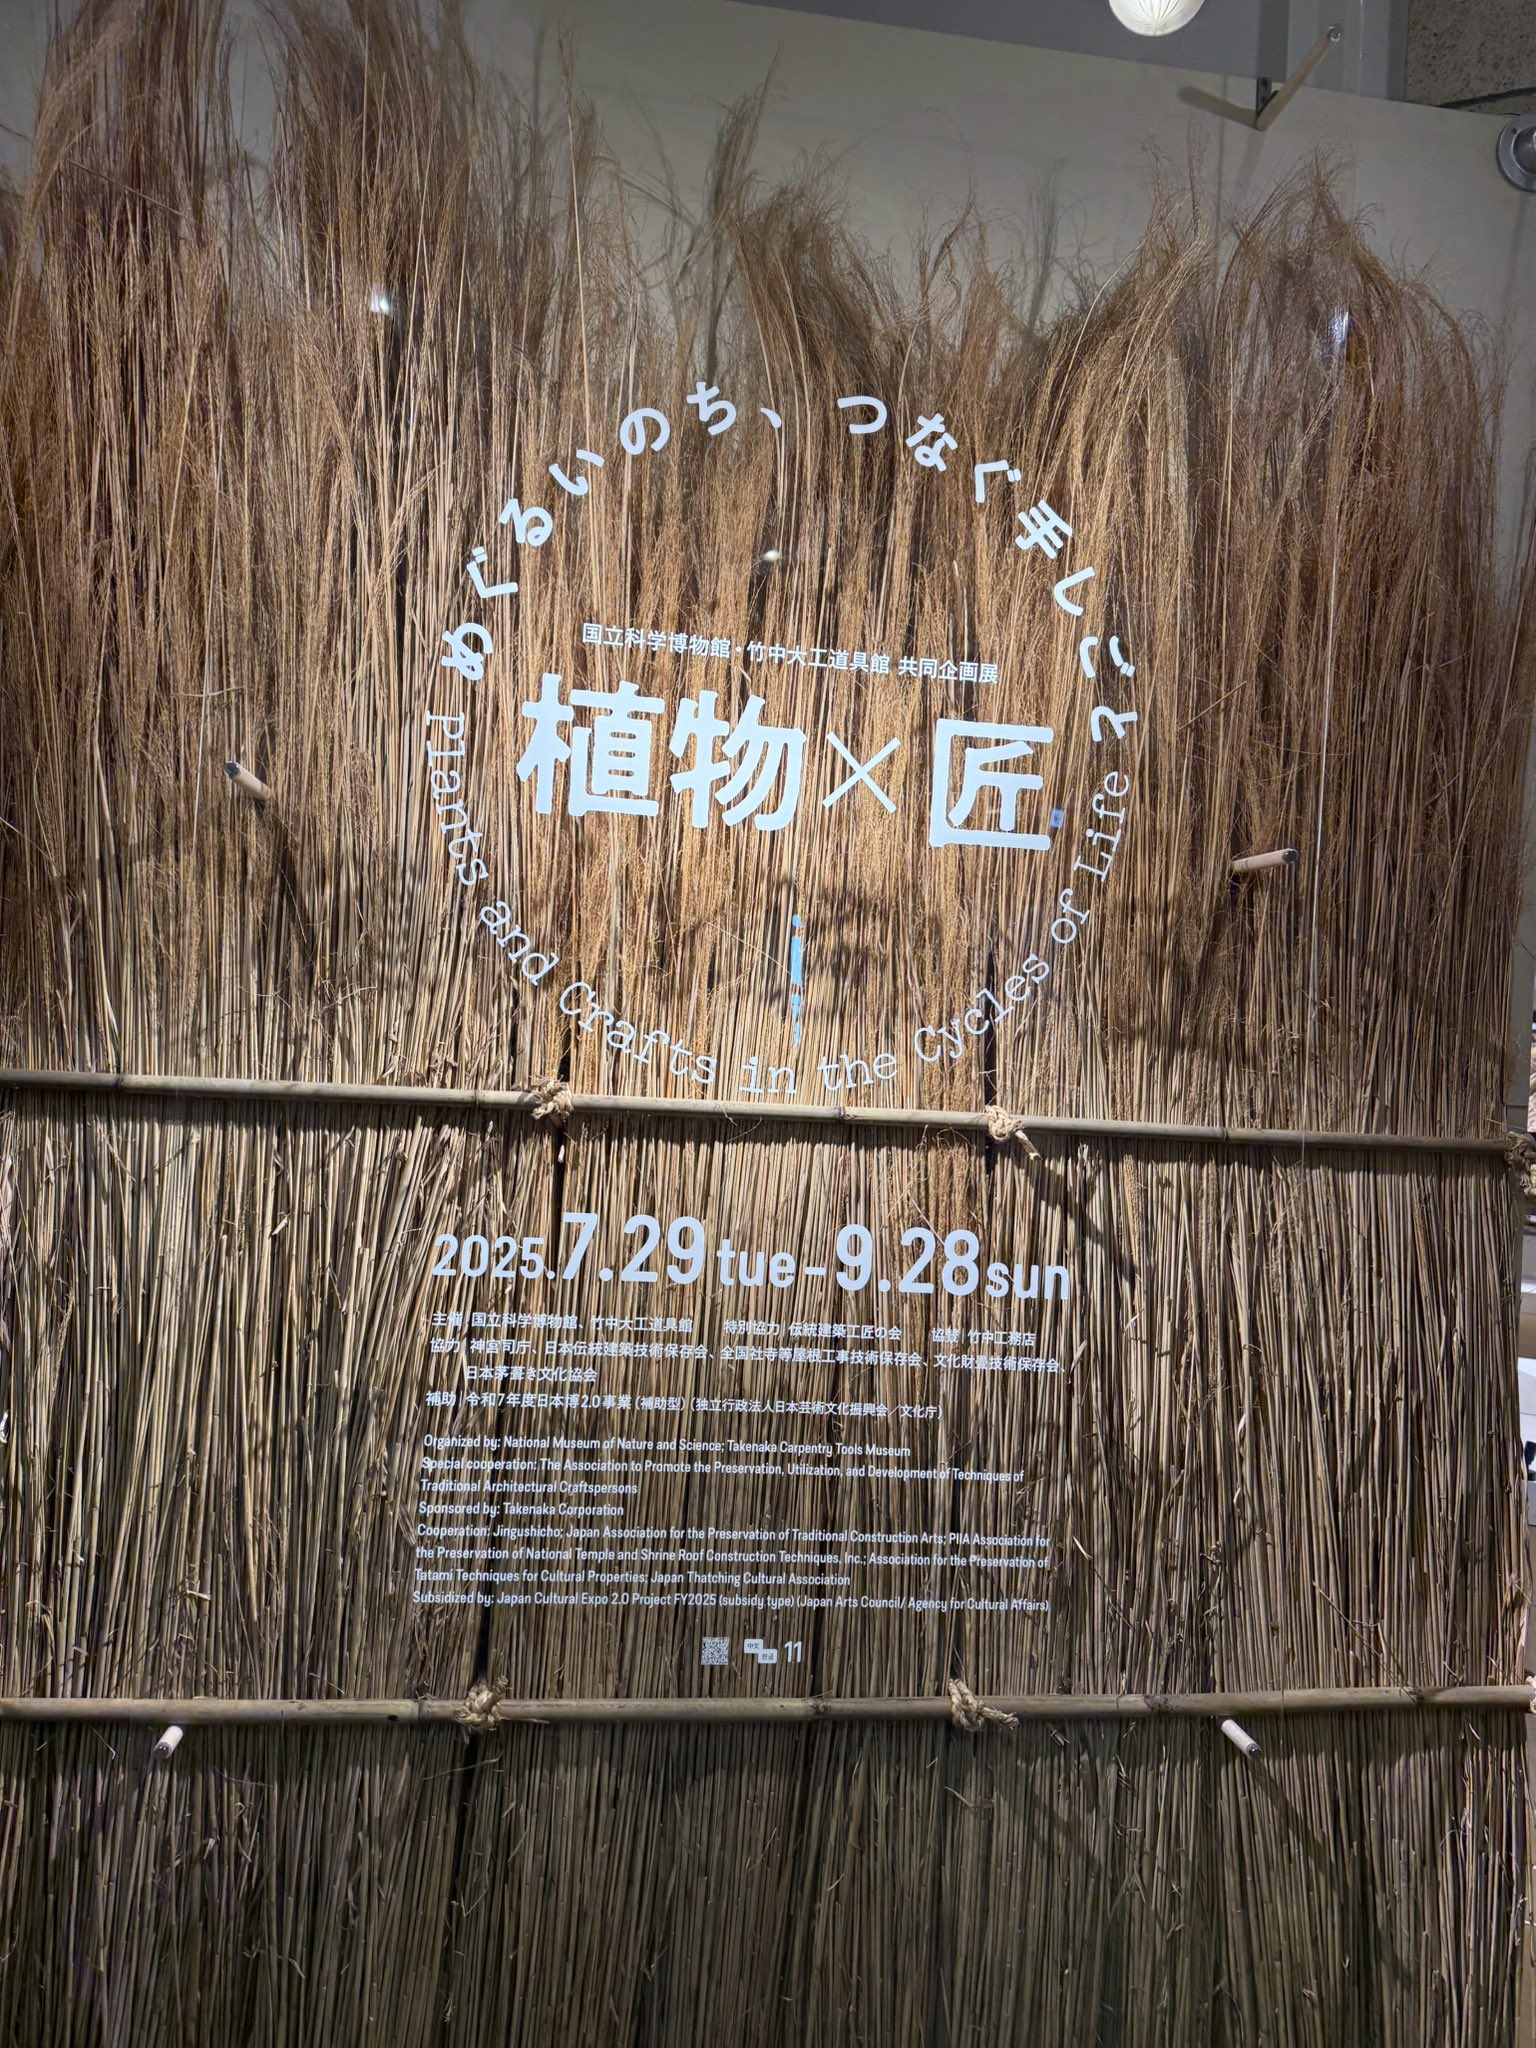 めぐるいのち、つなぐ手しごと
国立科学博物館・竹中大工道具館 共同企画展
植物×匠
Plants and Crafts in the Cycles of Life
2025.7.29 tue - 9.28 sun
主催｜国立科学博物館、竹中大工道具館 特別協力｜伝統建築工匠の会 協賛｜竹中工務店
協力｜神宮司庁、日本伝統建築技術保存会、全国社寺等屋根工事技術保存会、文化財畳技術保存会、
日本茅葺き文化協会
補助｜令和7年度日本博2.0事業（補助型）（独立行政法人日本芸術文化振興会／文化庁）
Organized by: National Museum of Nature and Science; Takenaka Carpentry Tools Museum
Special cooperation: The Association to Promote the Preservation, Utilization, and Development of Techniques of
Traditional Architectural Craftspersons
Sponsored by: Takenaka Corporation
Cooperation: Jingushicho; Japan Association for the Preservation of Traditional Construction Arts; PIIA Association for
the Preservation of National Temple and Shrine Roof Construction Techniques, Inc.; Association for the Preservation of
Tatami Techniques for Cultural Properties; Japan Thatching Cultural Association
Subsidized by: Japan Cultural Expo 2.0 Project FY2025 (subsidy type) (Japan Arts Council/ Agency for Cultural Affairs)
中文 한글 11